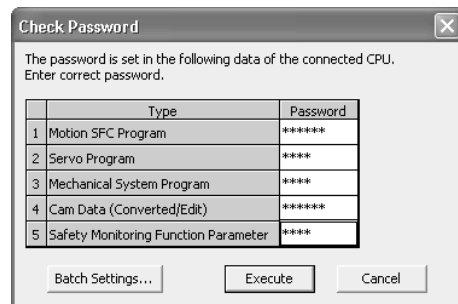 Check Password
The password is set in the following data of the connected CPU.
Enter correct password.
Type Password
1 Motion SFC Program ******
2 Servo Program ****
3 Mechanical System Program ****
4 Cam Data (Converted/Edit) ******
5 Safety Monitoring Function Parameter ****
Batch Settings... Execute Cancel